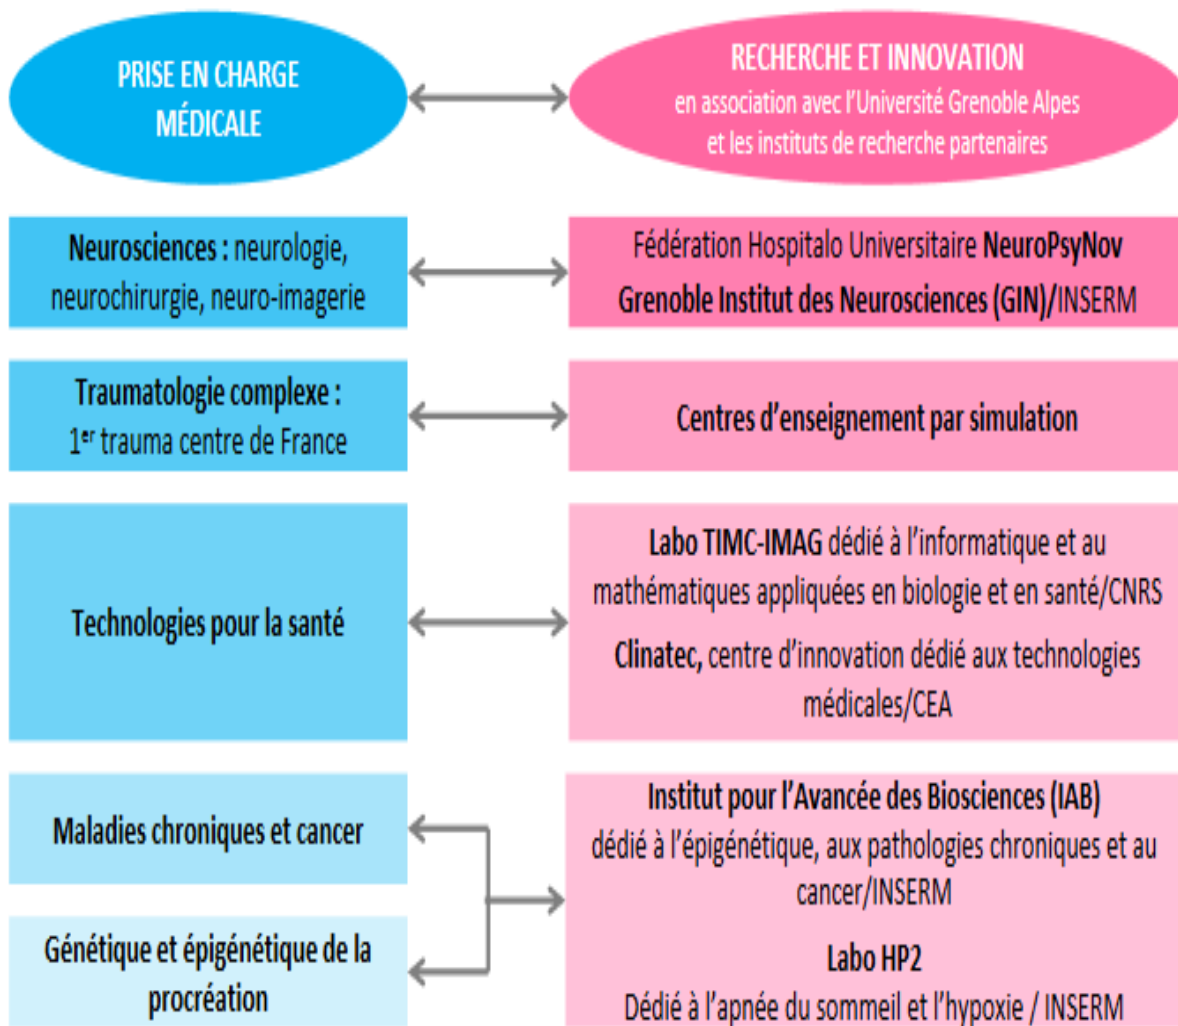 PRISE EN CHARGE
MÉDICALE
RECHERCHE ET INNOVATION
en association avec l'Université Grenoble Alpes
et les instituts de recherche partenaires
Neurosciences : neurologie,
neurochirurgie, neuro-imagerie
Fédération Hospitalo Universitaire NeuroPsyNov
Grenoble Institut des Neurosciences (GIN)/INSERM
Traumatologie complexe :
1er trauma centre de France
Centres d'enseignement par simulation
Technologies pour la santé
Labo TIMC-IMAG dédié à l'informatique et au
mathématiques appliquées en biologie et en santé/CNRS
Clinatec, centre d'innovation dédié aux technologies
médicales/CEA
Maladies chroniques et cancer
Génétique et épigénétique de la
procréation
Institut pour l'Avancée des Biosciences (IAB)
dédié à l'épigénétique, aux pathologies chroniques et au
cancer/INSERM
Labo HP2
Dédié à l'apnée du sommeil et l'hypoxie / INSERM